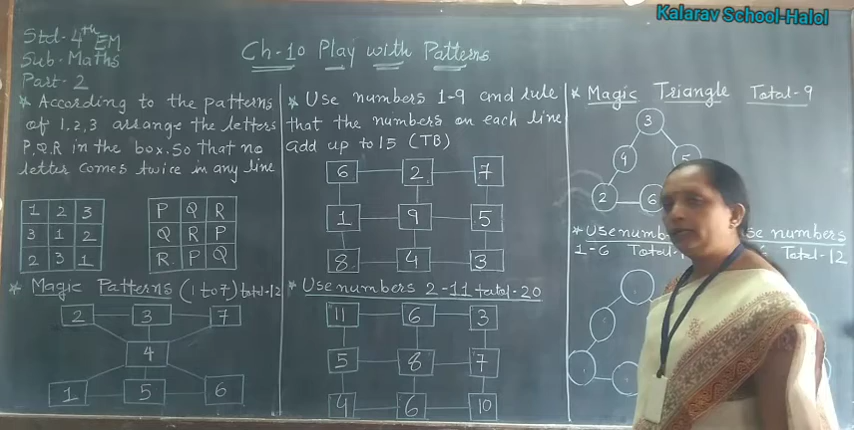 Kalarav School-Halol
Std-4th EM
Sub-Maths
Part-2
Ch-10 Play with Patterns
* According to the patterns
of 1,2,3 arrange the letters
P,Q,R in the box. So that no
letter comes twice in any line
1 2 3
3 1 2
2 3 1
P Q R
Q R P
R P Q
* Magic Patterns (1 to 7) total-12
2 3 7
4
1 5 6
* Use numbers 1-9 and rule
that the numbers on each line
add up to 15 (TB)
6 2 7
1 9 5
8 4 3
* Use numbers 2-11 total-20
11 6 3
5 8 7
4 6 10
* Magic Triangle Total-9
3
2 6
* Use numb
numbers
1-6 Total-
Total-12